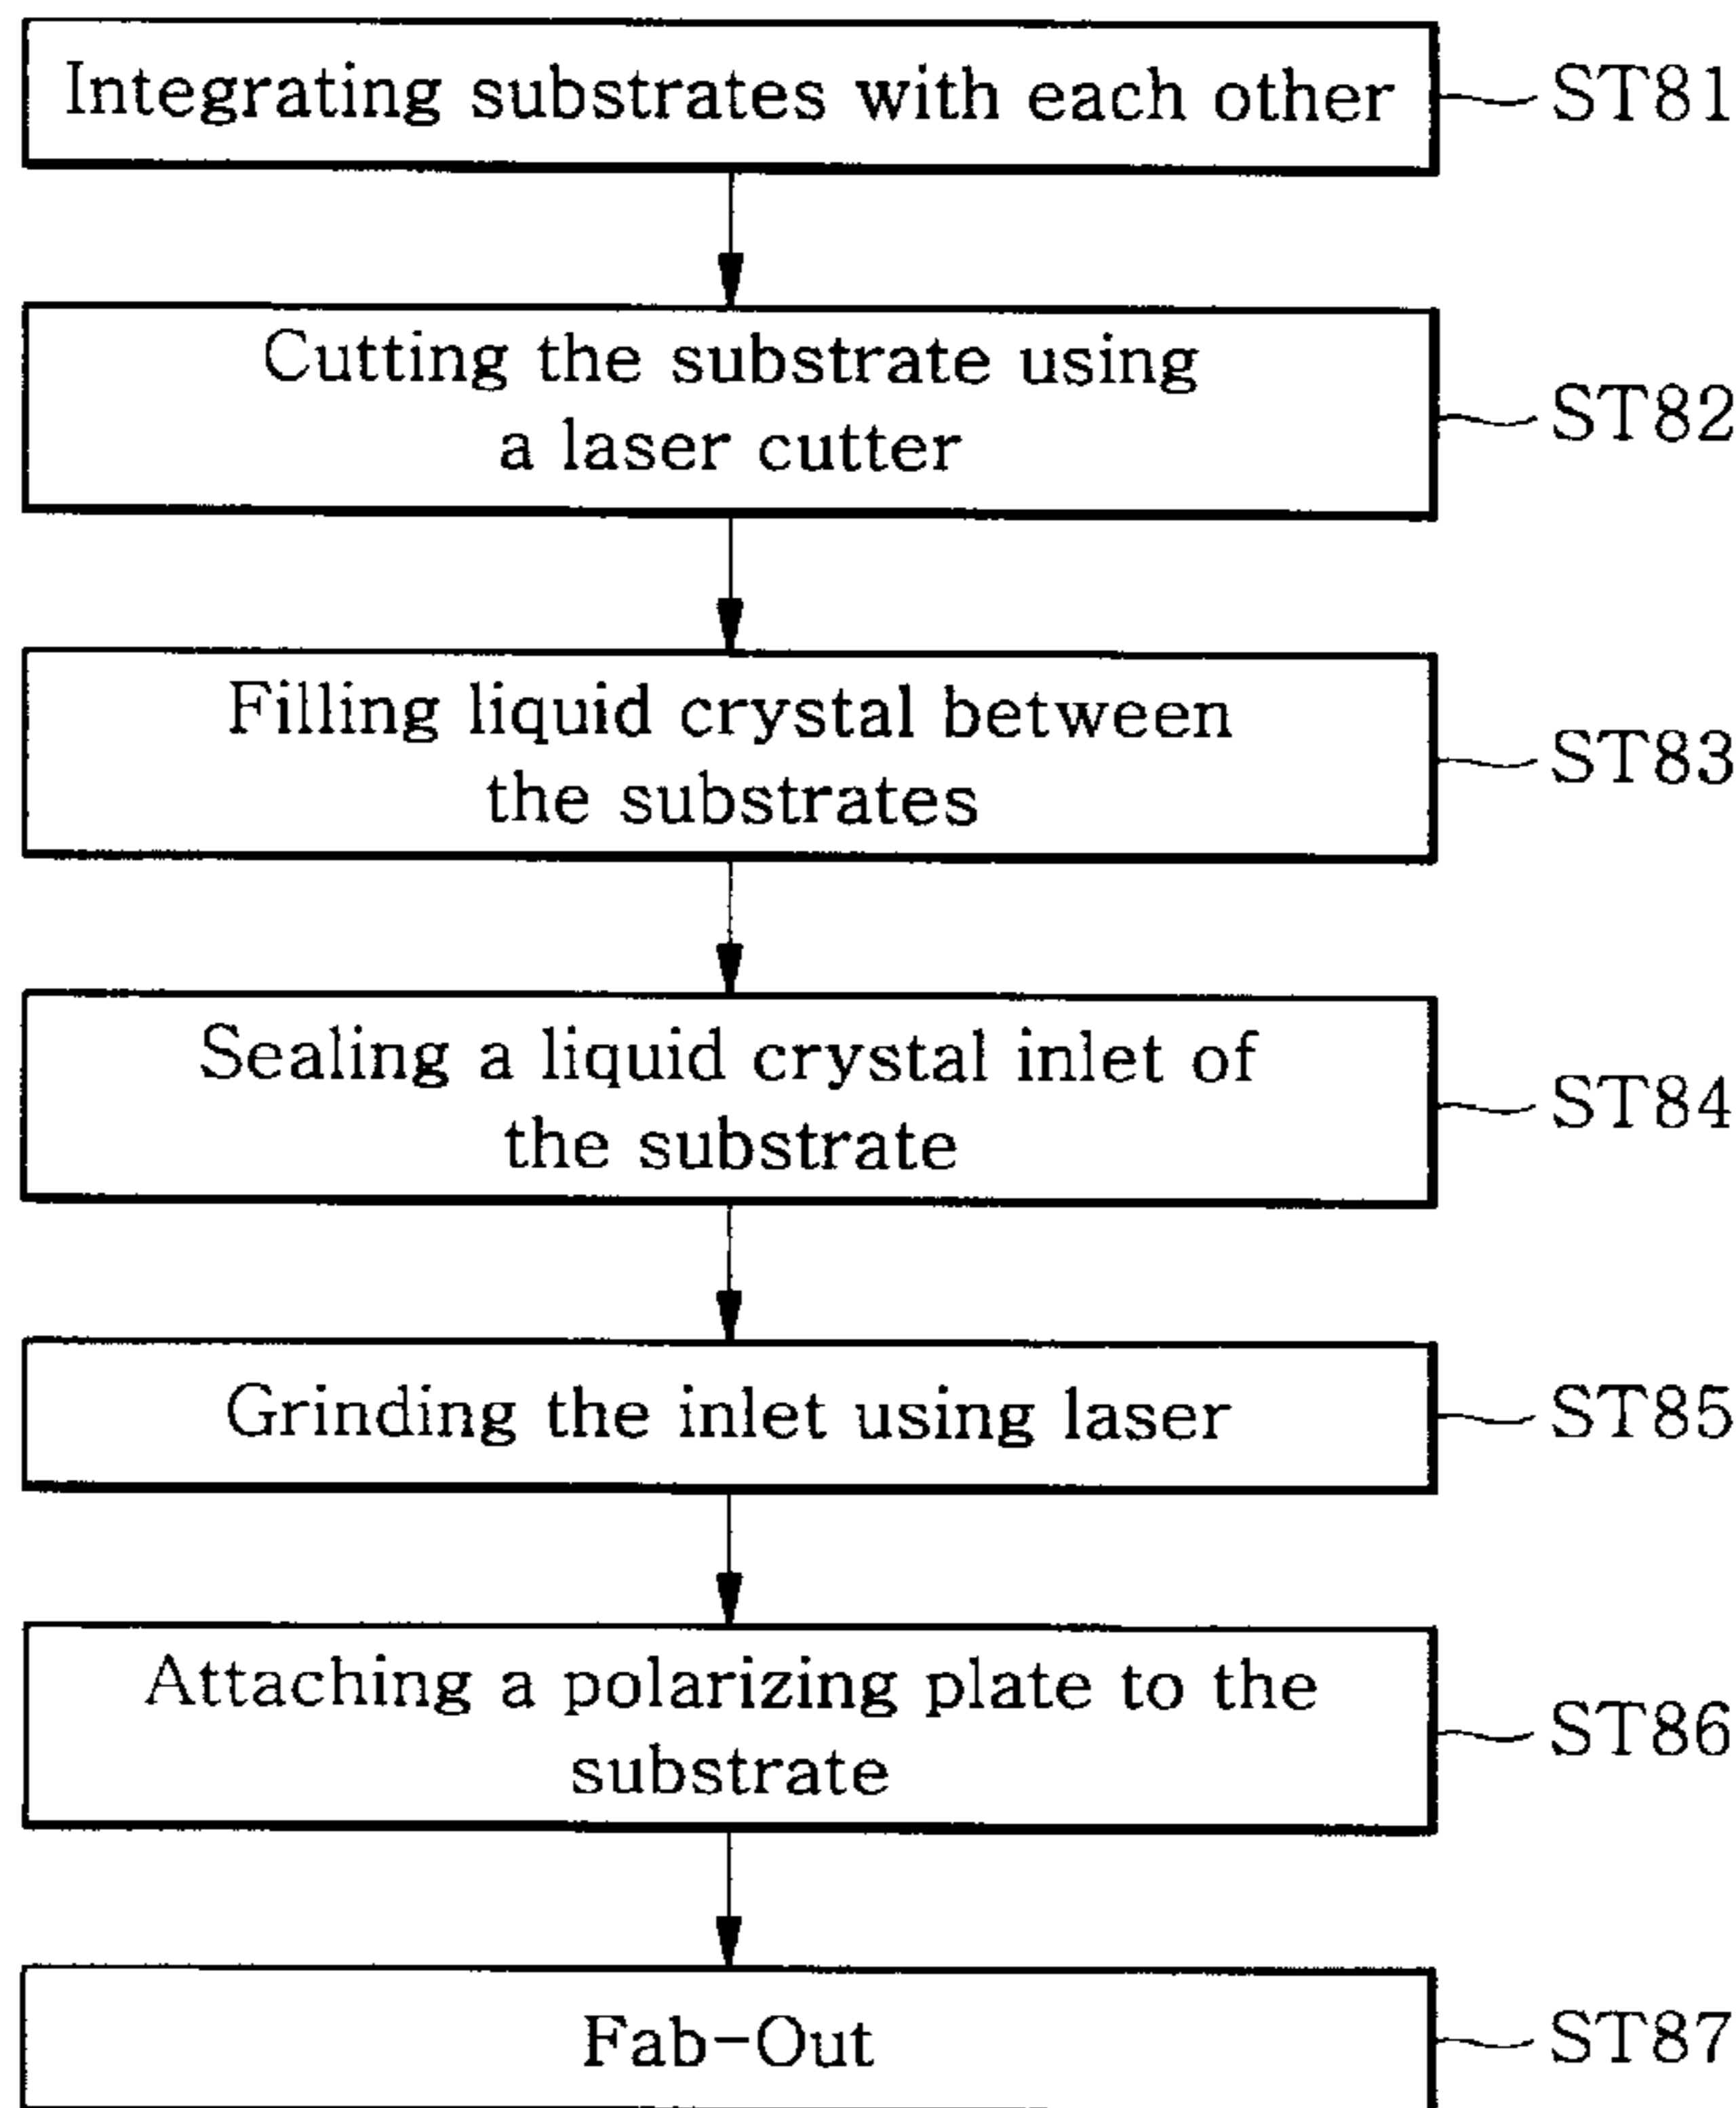 Integrating substrates with each other ST81
Cutting the substrate using
a laser cutter
ST82
Filling liquid crystal between
the substrates
ST83
Sealing a liquid crystal inlet of
the substrate
ST84
Grinding the inlet using laser ST85
Attaching a polarizing plate to the
substrate
ST86
Fab-Out ST87